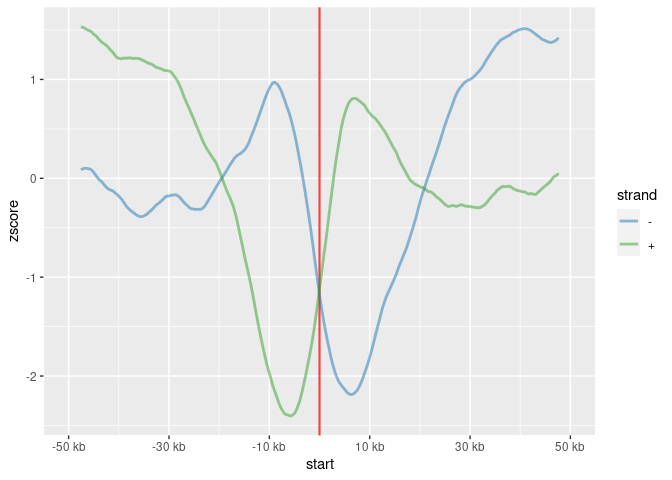 1
0
-1
-2
zscore
-50 kb
-30 kb
-10 kb
10 kb
30 kb
50 kb
start
strand
-
+